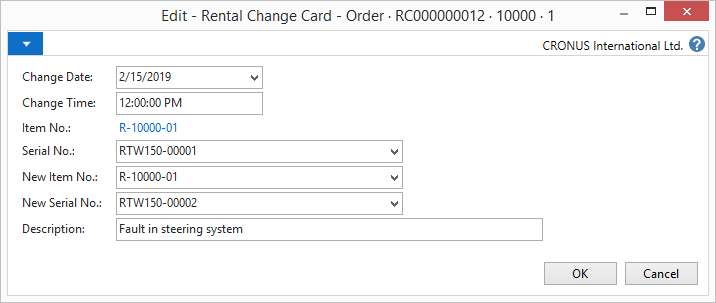 Edit - Rental Change Card - Order · RC000000012 · 10000 · 1
CRONUS International Ltd.
Change Date: 2/15/2019
Change Time: 12:00:00 PM
Item No.: R-10000-01
Serial No.: RTW150-00001
New Item No.: R-10000-01
New Serial No.: RTW150-00002
Description: Fault in steering system
OK Cancel